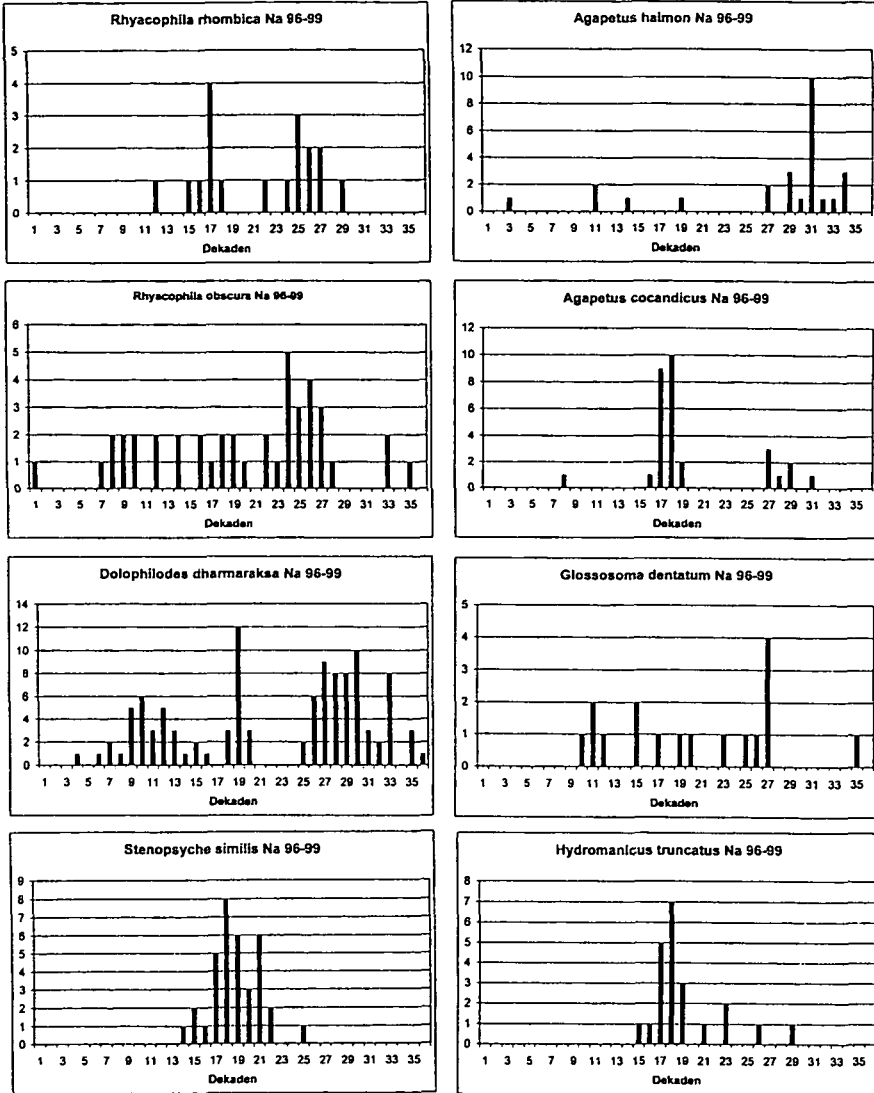 Rhyacophila rhombica Na 96-99
5
4
3
2
1
0
1 3 5 7 9 11 13 15 17 19 21 23 25 27 29 31 33 35
Dekaden
Agapetus halmon Na 96-99
12
10
8
6
4
2
0
1 3 5 7 9 11 13 15 17 19 21 23 25 27 29 31 33 35
Dekaden
Rhyacophila obscura Na 96-99
6
5
4
3
2
1
0
1 3 5 7 9 11 13 15 17 19 21 23 25 27 29 31 33 35
Dekaden
Agapetus cocandicus Na 96-99
12
10
8
6
4
2
0
1 3 5 7 9 11 13 15 17 19 21 23 25 27 29 31 33 35
Dekaden
Dolophilodes dharmaraksa Na 96-99
14
12
10
8
6
4
2
0
1 3 5 7 9 11 13 15 17 19 21 23 25 27 29 31 33 35
Dekaden
Glossosoma dentatum Na 96-99
5
4
3
2
1
0
1 3 5 7 9 11 13 15 17 19 21 23 25 27 29 31 33 35
Dekaden
Stenopsyche similis Na 96-99
9
8
7
6
5
4
3
2
1
0
1 3 5 7 9 11 13 15 17 19 21 23 25 27 29 31 33 35
Dekaden
Hydromanicus truncatus Na 96-99
8
7
6
5
4
3
2
1
0
1 3 5 7 9 11 13 15 17 19 21 23 25 27 29 31 33 35
Dekaden